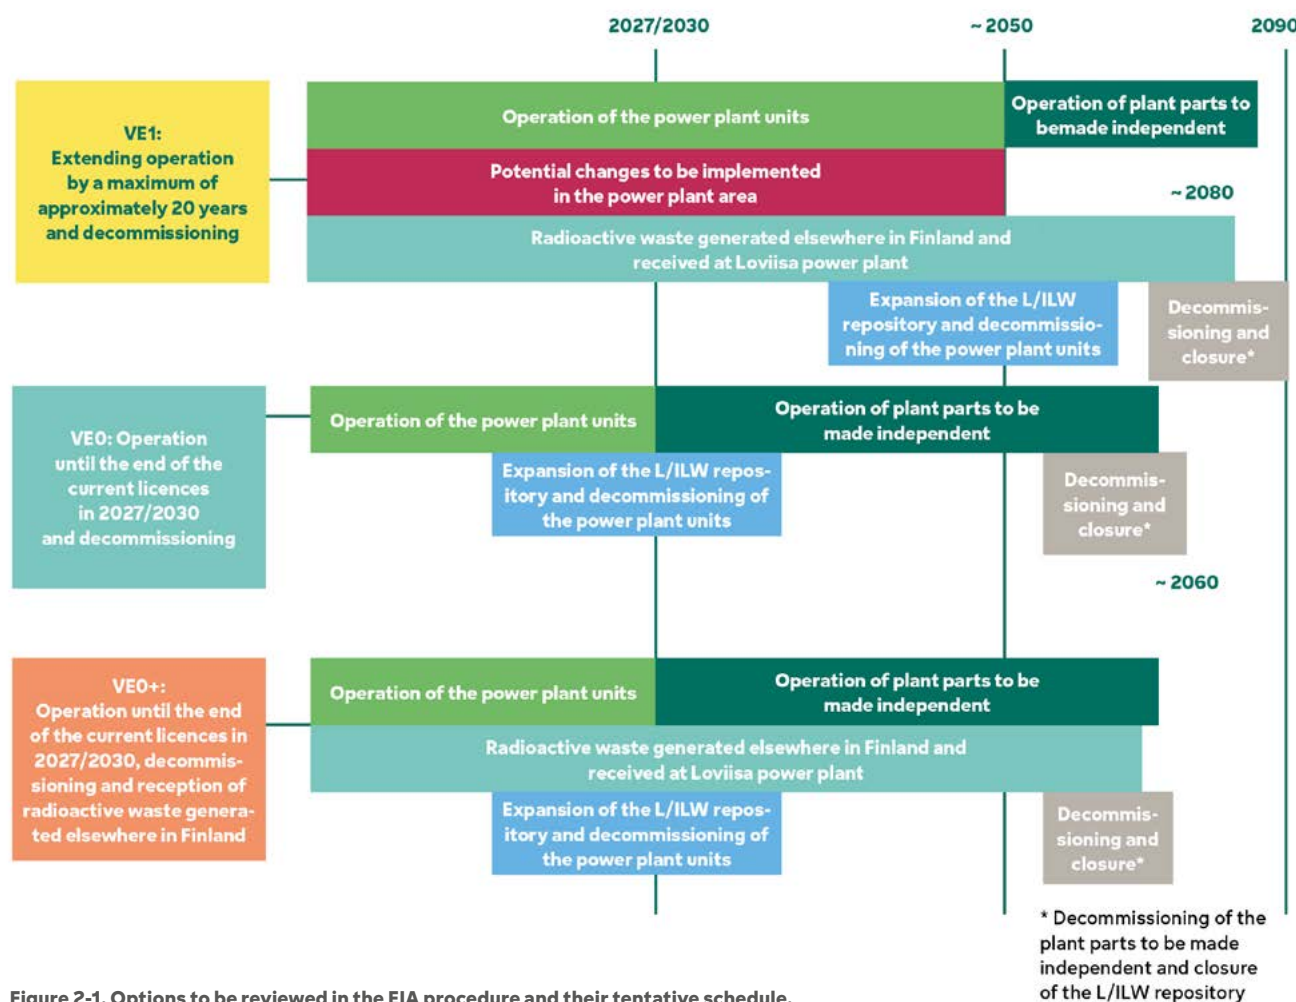 2027/2030
~ 2050
2090
VE1:
Extending operation
by a maximum of
approximately 20 years
and decommissioning
Operation of the power plant units
Operation of plant parts to
bemade independent
Potential changes to be implemented
in the power plant area
~ 2080
Radioactive waste generated elsewhere in Finland and
received at Loviisa power plant
Expansion of the L/ILW
repository and decommissio-
ning of the power plant units
Decommis-
sioning and
closure*
VE0: Operation
until the end of the
current licences
in 2027/2030
and decommissioning
Operation of the power plant units
Operation of plant parts to be
made independent
Expansion of the L/ILW repos-
itory and decommissioning of
the power plant units
Decommis-
sioning and
closure*
~ 2060
VE0+:
Operation until the end
of the current licences in
2027/2030, decommis-
sioning and reception of
radioactive waste genera-
ted elsewhere in Finland
Operation of the power plant units
Operation of plant parts to be
made independent
Radioactive waste generated elsewhere in Finland and
received at Loviisa power plant
Expansion of the L/ILW repos-
itory and decommissioning of
the power plant units
Decommis-
sioning and
closure*
* Decommissioning of the
plant parts to be made
independent and closure
of the L/ILW repository
Figure 2-1. Options to be reviewed in the EIA procedure and their tentative schedule.